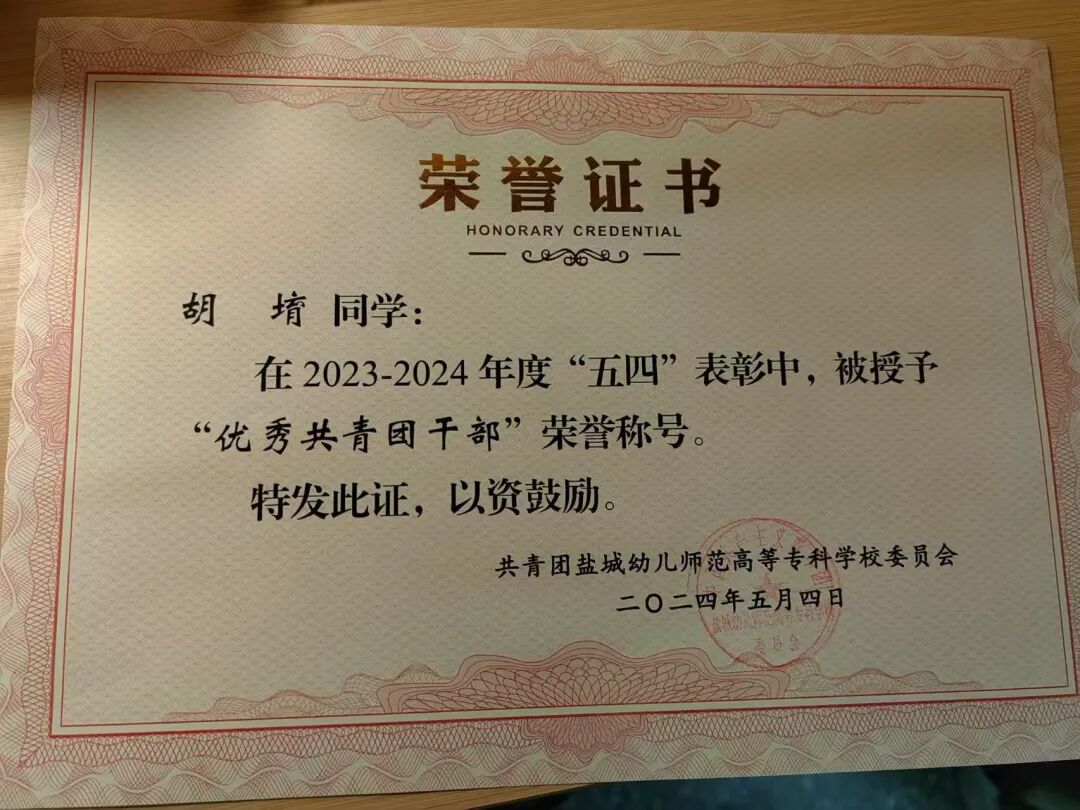 荣誉证书
HONORARY CREDENTIAL
胡 堉 同学：
在 2023-2024 年度“五四”表彰中，被授予
“优秀共青团干部”荣誉称号。
特发此证，以资鼓励。
共青团盐城幼儿师范高等专科学校委员会
二〇二四年五月四日
委员会